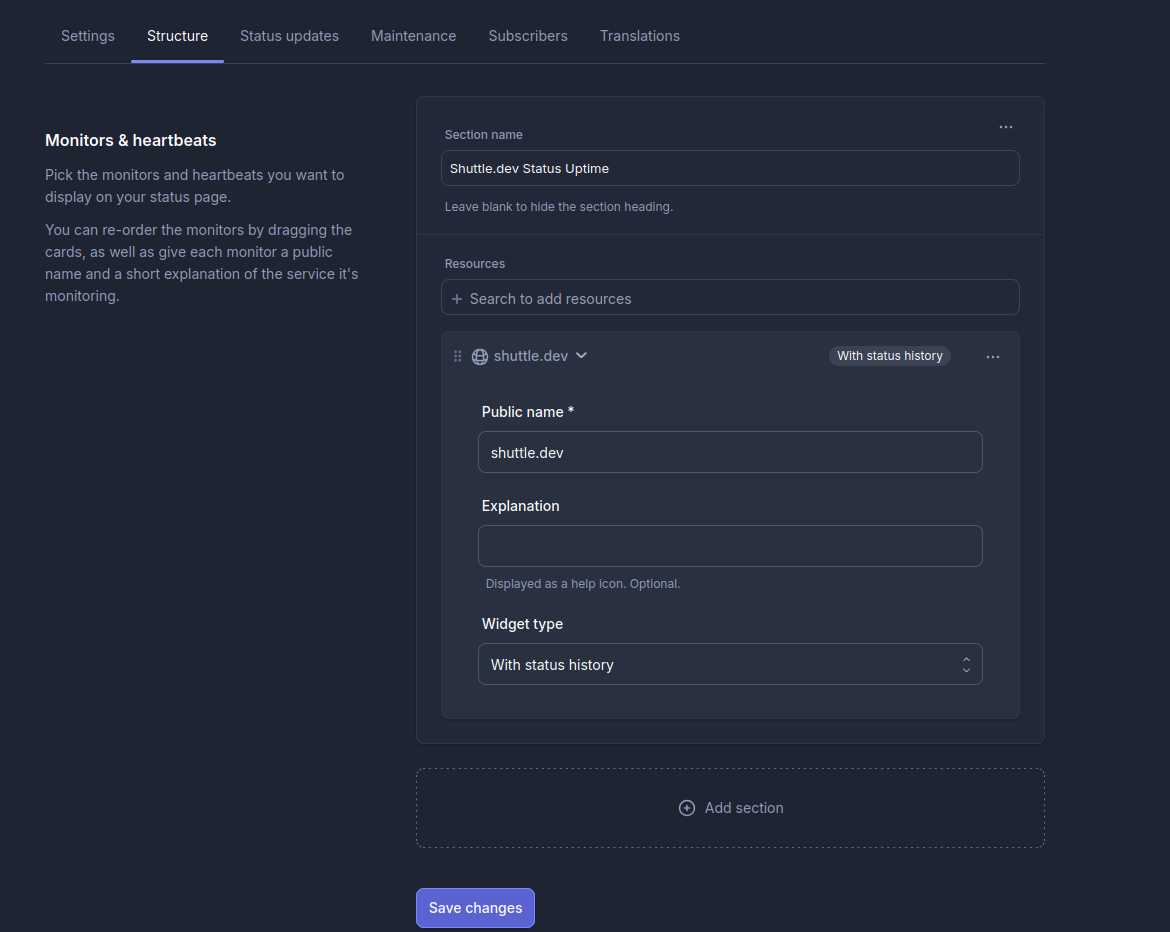 Settings
Structure
Status updates
Maintenance
Subscribers
Translations
Monitors & heartbeats
Pick the monitors and heartbeats you want to
display on your status page.
You can re-order the monitors by dragging the
cards, as well as give each monitor a public
name and a short explanation of the service it's
monitoring.
Section name
Shuttle.dev Status Uptime
Leave blank to hide the section heading.
Resources
Search to add resources
shuttle.dev
With status history
Public name *
shuttle.dev
Explanation
Displayed as a help icon. Optional.
Widget type
With status history
Add section
Save changes